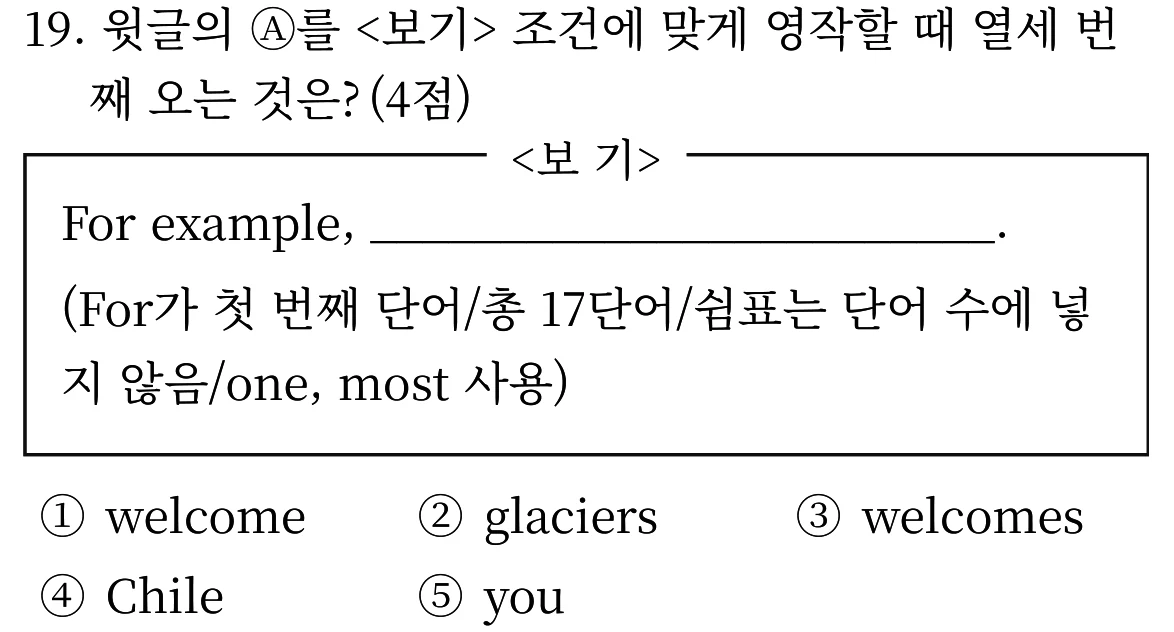 19. 윗글의 Ⓐ를 <보기> 조건에 맞게 영작할 때 열세 번
째 오는 것은?(4점)
<보 기>
For example, ________________________.
(For가 첫 번째 단어/총 17단어/쉼표는 단어 수에 넣
지 않음/one, most 사용)
① welcome ② glaciers ③ welcomes
④ Chile ⑤ you